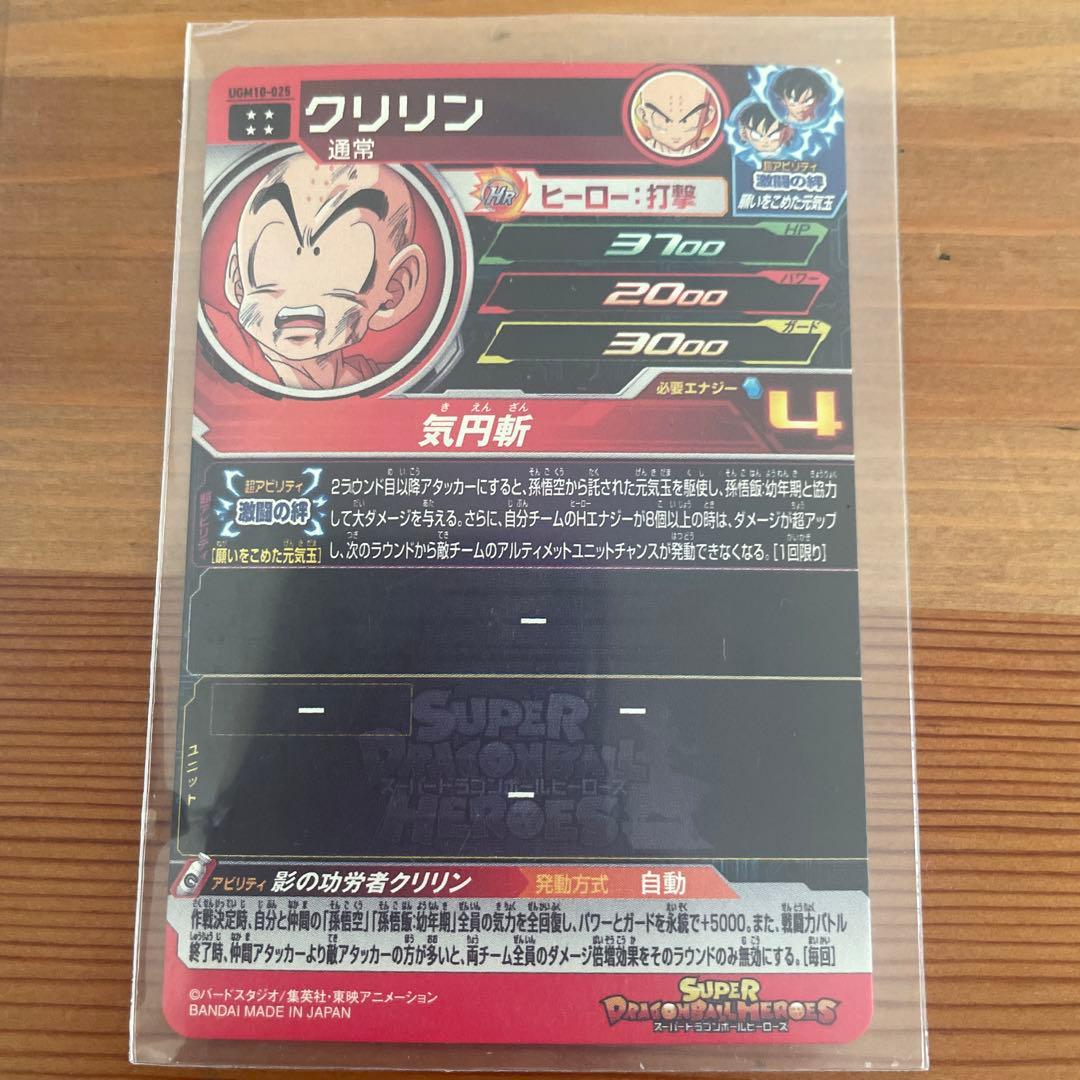 UGM10-025
クリリン
通常
超アビリティ
激闘の絆
願いをこめた元気玉
HR ヒーロー:打撃
HP
3700
パワー
2000
ガード
3000
必要エナジー 4
き えん ざん
気円斬
超アビリティ
超アビリティ
激闘の絆
[願いをこめた元気玉]
2ラウンド目以降アタッカーにすると、孫悟空から託された元気玉を駆使し、孫悟飯:幼年期と協力
して大ダメージを与える。さらに、自分チームのHエナジーが8個以上の時は、ダメージが超アップ
し、次のラウンドから敵チームのアルティメットユニットチャンスが発動できなくなる。[1回限り]
ー
ユニット
ー ー
ー
SUPER
DRAGONBALL
スーパードラゴンボールヒーローズ
HEROES
アビリティ 影の功労者クリリン 発動方式 自動
作戦決定時、自分と仲間の「孫悟空」「孫悟飯:幼年期」全員の気力を全回復し、パワーとガードを永続で+5000。また、戦闘力バトル
終了時、仲間アタッカーより敵アタッカーの方が多いと、両チーム全員のダメージ倍増効果をそのラウンドのみ無効にする。[毎回]
©バードスタジオ/集英社・東映アニメーション
BANDAI MADE IN JAPAN
SUPER
DRAGONBALL HEROES
スーパードラゴンボールヒーローズ